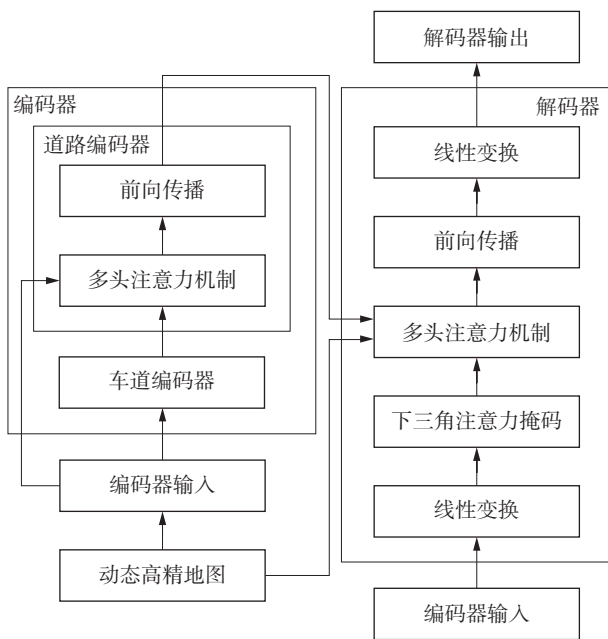 编码器
道路编码器
前向传播
多头注意力机制
车道编码器
编码器输入
动态高精地图
解码器输出
解码器
线性变换
前向传播
多头注意力机制
下三角注意力掩码
线性变换
编码器输入